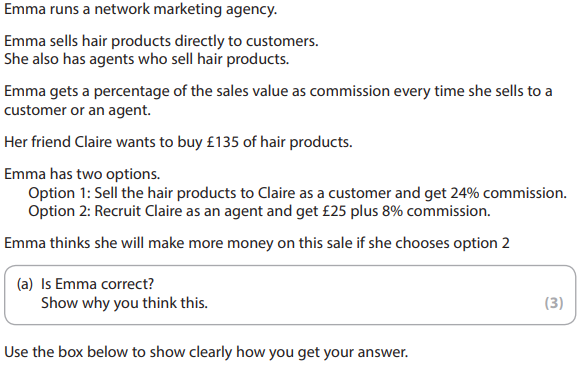 Emma runs a network marketing agency.
Emma sells hair products directly to customers.
She also has agents who sell hair products.
Emma gets a percentage of the sales value as commission every time she sells to a
customer or an agent.
Her friend Claire wants to buy £135 of hair products.
Emma has two options.
Option 1: Sell the hair products to Claire as a customer and get 24% commission.
Option 2: Recruit Claire as an agent and get £25 plus 8% commission.
Emma thinks she will make more money on this sale if she chooses option 2
(a) Is Emma correct?
Show why you think this.
(3)
Use the box below to show clearly how you get your answer.